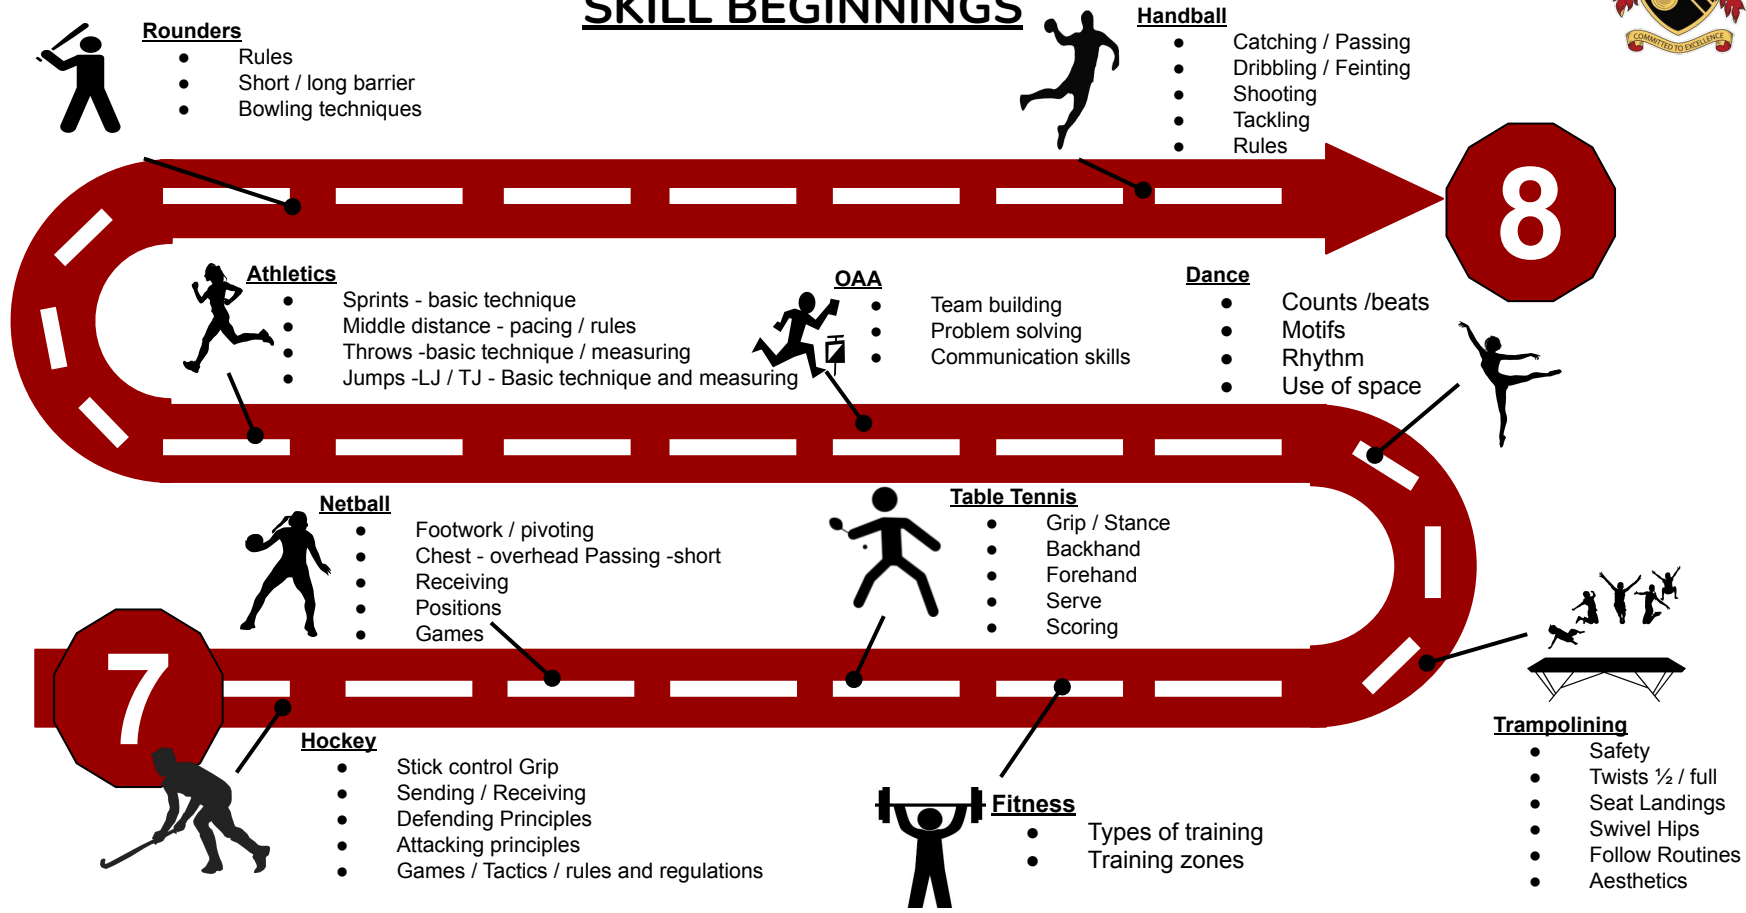 SKILL BEGINNINGS
COMMITTED TO EXCELLENCE
Rounders
● Rules
● Short / long barrier
● Bowling techniques
Handball
● Catching / Passing
● Dribbling / Feinting
● Shooting
● Tackling
● Rules
8
Athletics
● Sprints - basic technique
● Middle distance - pacing / rules
● Throws -basic technique / measuring
● Jumps -LJ / TJ - Basic technique and measuring
OAA
● Team building
● Problem solving
● Communication skills
Dance
● Counts /beats
● Motifs
● Rhythm
● Use of space
Netball
● Footwork / pivoting
● Chest - overhead Passing -short
● Receiving
● Positions
● Games
Table Tennis
● Grip / Stance
● Backhand
● Forehand
● Serve
● Scoring
7
Hockey
● Stick control Grip
● Sending / Receiving
● Defending Principles
● Attacking principles
● Games / Tactics / rules and regulations
Fitness
● Types of training
● Training zones
Trampolining
● Safety
● Twists ½ / full
● Seat Landings
● Swivel Hips
● Follow Routines
● Aesthetics